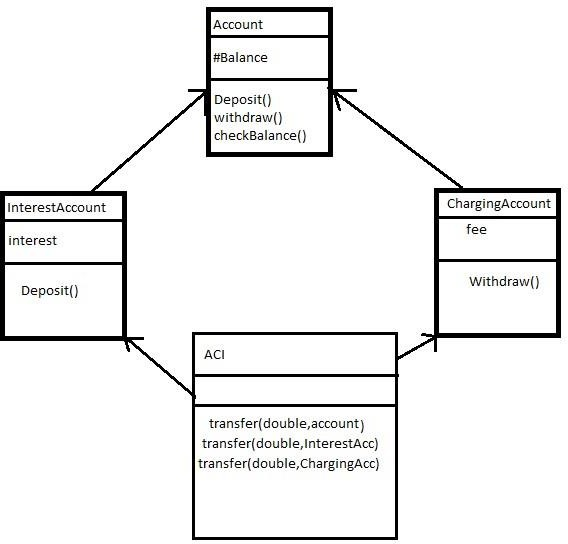 Account
#Balance
Deposit()
withdraw()
checkBalance()
InterestAccount
interest
Deposit()
ChargingAccount
fee
Withdraw()
ACI
transfer(double,account)
transfer(double,InterestAcc)
transfer(double,ChargingAcc)